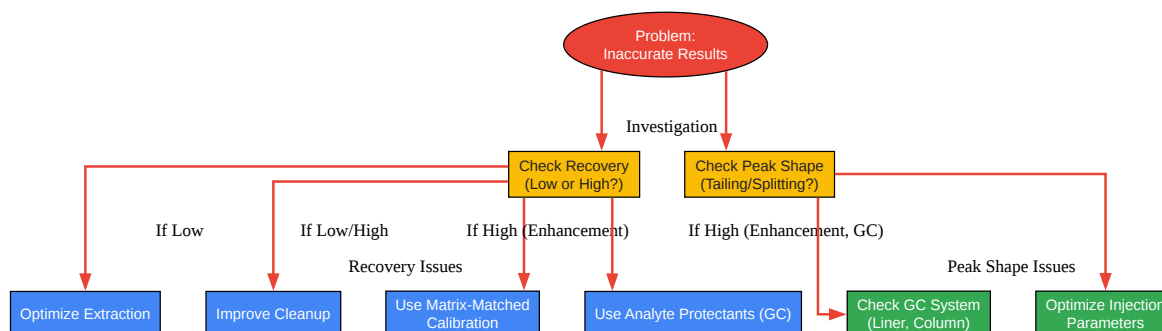 Problem:
Inaccurate Results
Investigation
Check Recovery
(Low or High?)
Check Peak Shape
(Tailing/Splitting?)
If Low
If Low/High
If High (Enhancement)
If High (Enhancement, GC)
Recovery Issues
Peak Shape Issues
Optimize Extraction
Improve Cleanup
Use Matrix-Matched
Calibration
Use Analyte Protectants (GC)
Check GC System
(Liner, Column)
Optimize Injection
Parameters